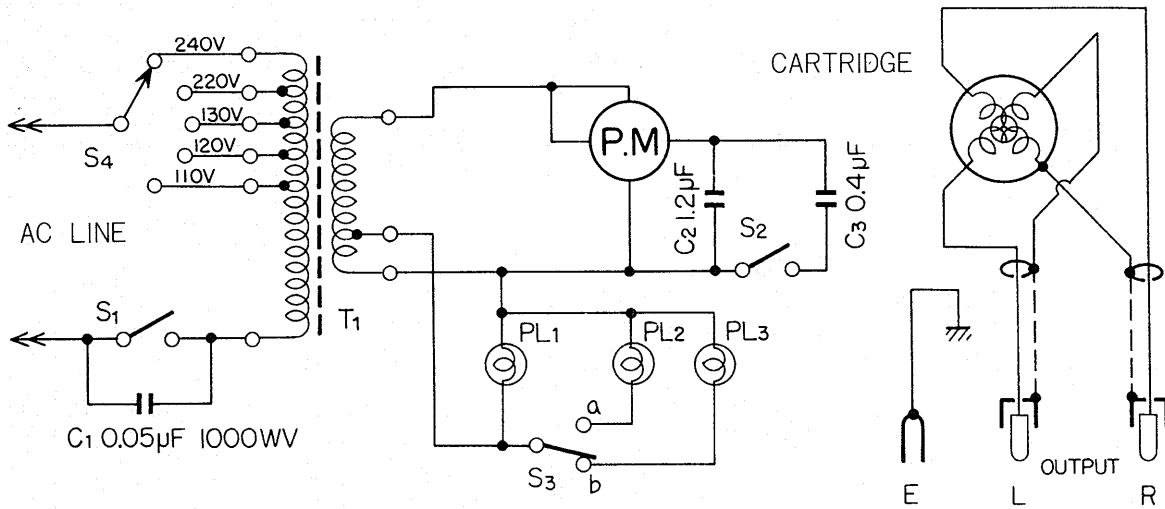 240V
220V
130V
120V
110V
S4
AC LINE
S1
C1 0.05μF 1000WV
T1
P.M
C2 1.2μF
C3 0.4μF
S2
PL1
PL2
PL3
a
S3
b
CARTRIDGE
E
L
OUTPUT
R